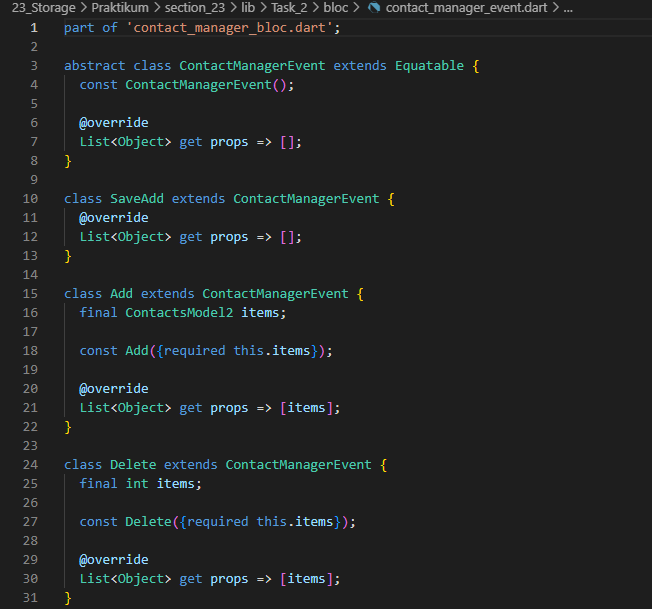 23_Storage > Praktikum > section_23 > lib > Task_2 > bloc > contact_manager_event.dart > ...
1 part of 'contact_manager_bloc.dart';
2
3 abstract class ContactManagerEvent extends Equatable {
4   const ContactManagerEvent();
5
6   @override
7   List<Object> get props => [];
8 }
9
10 class SaveAdd extends ContactManagerEvent {
11   @override
12   List<Object> get props => [];
13 }
14
15 class Add extends ContactManagerEvent {
16   final ContactsModel2 items;
17
18   const Add({required this.items});
19
20   @override
21   List<Object> get props => [items];
22 }
23
24 class Delete extends ContactManagerEvent {
25   final int items;
26
27   const Delete({required this.items});
28
29   @override
30   List<Object> get props => [items];
31 }